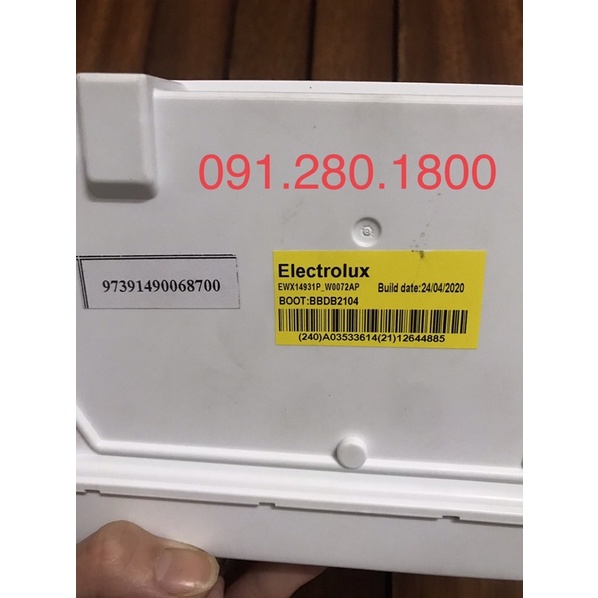 091.280.1800
97391490068700
Electrolux
EWX14931P_W0072AP Build date:24/04/2020
BOOT:BBDB2104
(240)A03533614(21)12644885